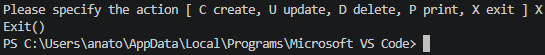 Please specify the action [ C create, U update, D delete, P print, X exit ] X
Exit()
PS C:\Users\anato\AppData\Local\Programs\Microsoft VS Code>